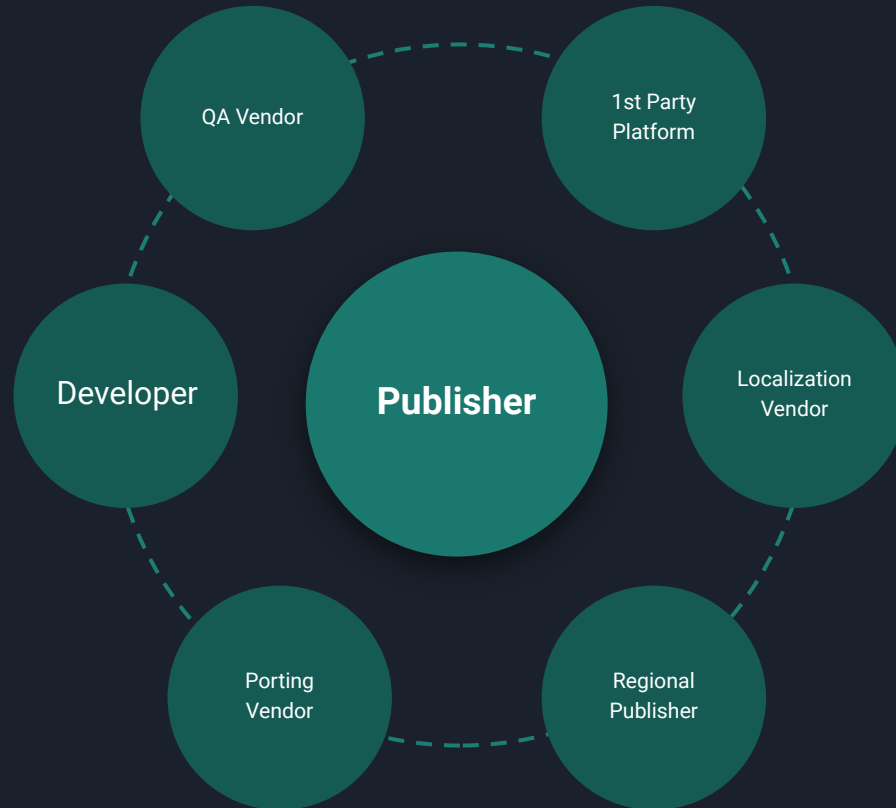 QA Vendor
1st Party
Platform
Developer
Publisher
Localization
Vendor
Porting
Vendor
Regional
Publisher